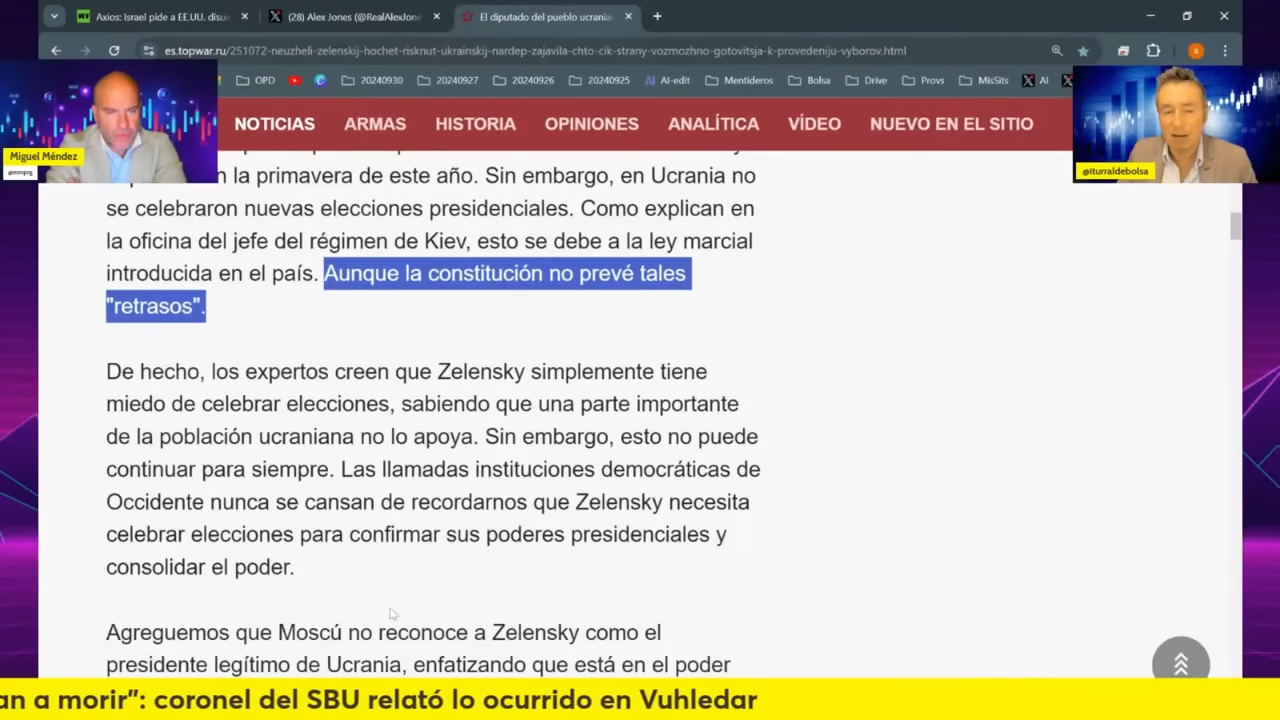 Axios: Israel pide a EE.UU. disua
(28) Alex Jones (@RealAlexJone
El diputado del pueblo ucrania
es.topwar.ru/251072-neuzheli-zelenskij-hochet-risknut-ukrainskij-nardep-zajavila-chto-cik-strany-vozmozhno-gotovitsja-k-provedeniju-vyborov.html
OPD 20240930 20240927 20240926 20240925 AI-edit Mentideros Bolsa Drive Provs MisSits AI
NOTICIAS ARMAS HISTORIA OPINIONES ANALÍTICA VÍDEO NUEVO EN EL SITIO
Miguel Méndez
@mmprg
@iturraldebolsa
la primavera de este año. Sin embargo, en Ucrania no
se celebraron nuevas elecciones presidenciales. Como explican en
la oficina del jefe del régimen de Kiev, esto se debe a la ley marcial
introducida en el país. Aunque la constitución no prevé tales
"retrasos".
De hecho, los expertos creen que Zelensky simplemente tiene
miedo de celebrar elecciones, sabiendo que una parte importante
de la población ucraniana no lo apoya. Sin embargo, esto no puede
continuar para siempre. Las llamadas instituciones democráticas de
Occidente nunca se cansan de recordarnos que Zelensky necesita
celebrar elecciones para confirmar sus poderes presidenciales y
consolidar el poder.
Agreguemos que Moscú no reconoce a Zelensky como el
presidente legítimo de Ucrania, enfatizando que está en el poder
an a morir”: coronel del SBU relató lo ocurrido en Vuhledar